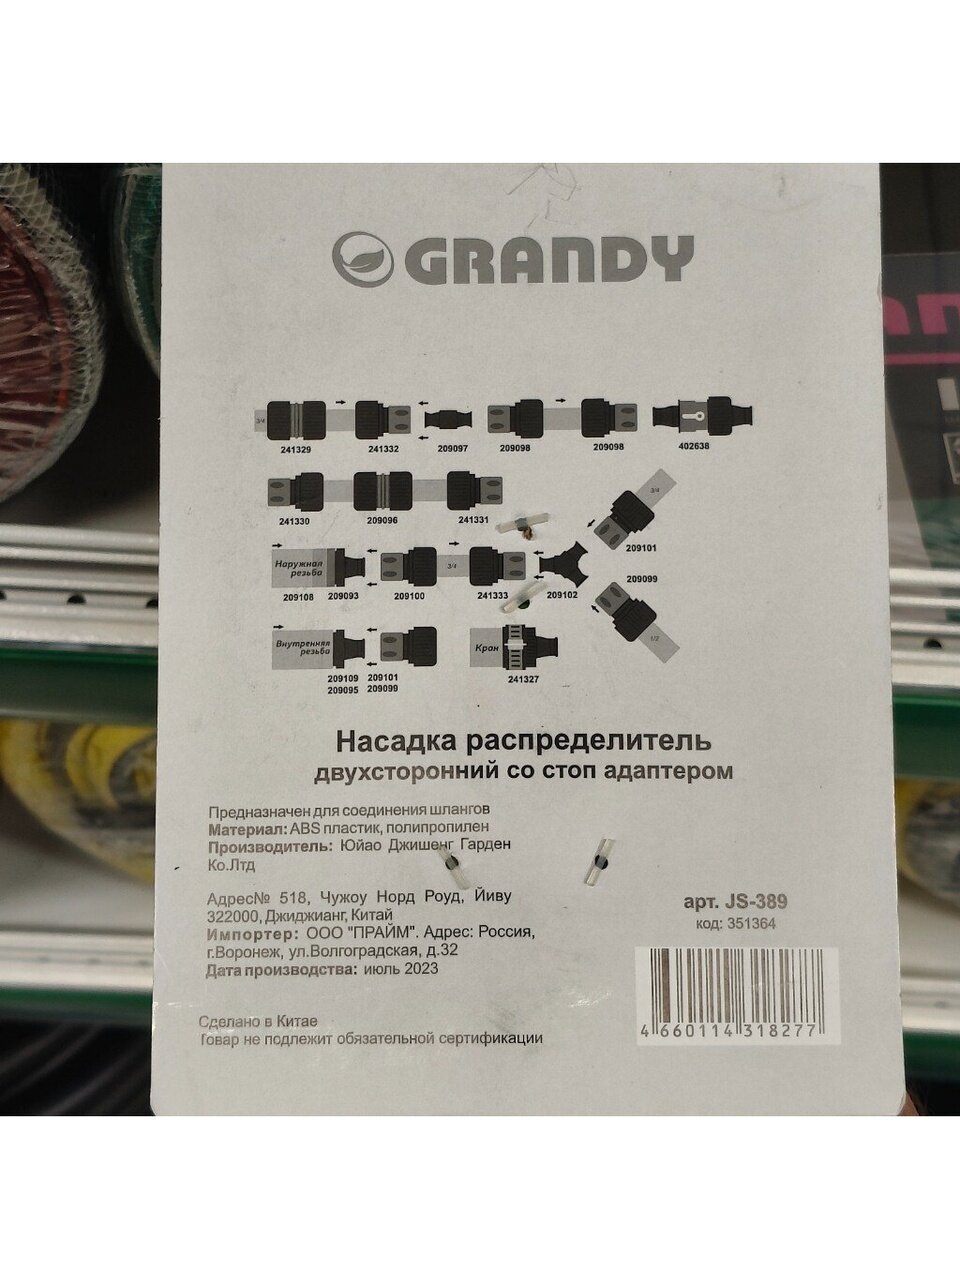 GRANDY
3/4
241329 241332 209097 209098 209098 402638
3/4
241330 209096 241331
209101
Наружная
резьба
3/4
209108 209093 209100 241333 209102
209099
Внутренняя
резьба
Кран
1/2
209109 209101
209095 209099
241327
Насадка распределитель
двухсторонний со стоп адаптером
Предназначен для соединения шлангов
Материал: ABS пластик, полипропилен
Производитель: Юйао Джишенг Гарден
Ко.Лтд
Адрес№ 518, Чужоу Норд Роуд, Йиву
322000, Джиджианг, Китай
Импортер: ООО "ПРАЙМ". Адрес: Россия,
г.Воронеж, ул.Волгоградская, д.32
Дата производства: июль 2023
арт. JS-389
код: 351364
4 660114 318277
Сделано в Китае
Товар не подлежит обязательной сертификации